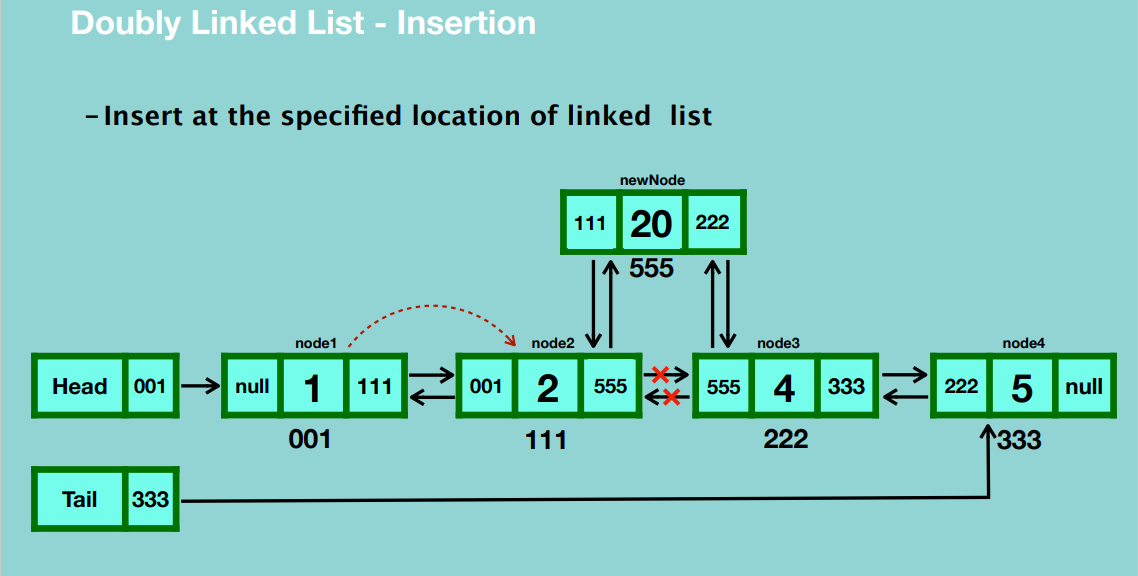 Doubly Linked List - Insertion
– Insert at the specified location of linked list
newNode
111 20 222
555
node1 node2 node3 node4
Head 001 null 1 111 001 2 555 555 4 333 222 5 null
001 111 222 333
Tail 333